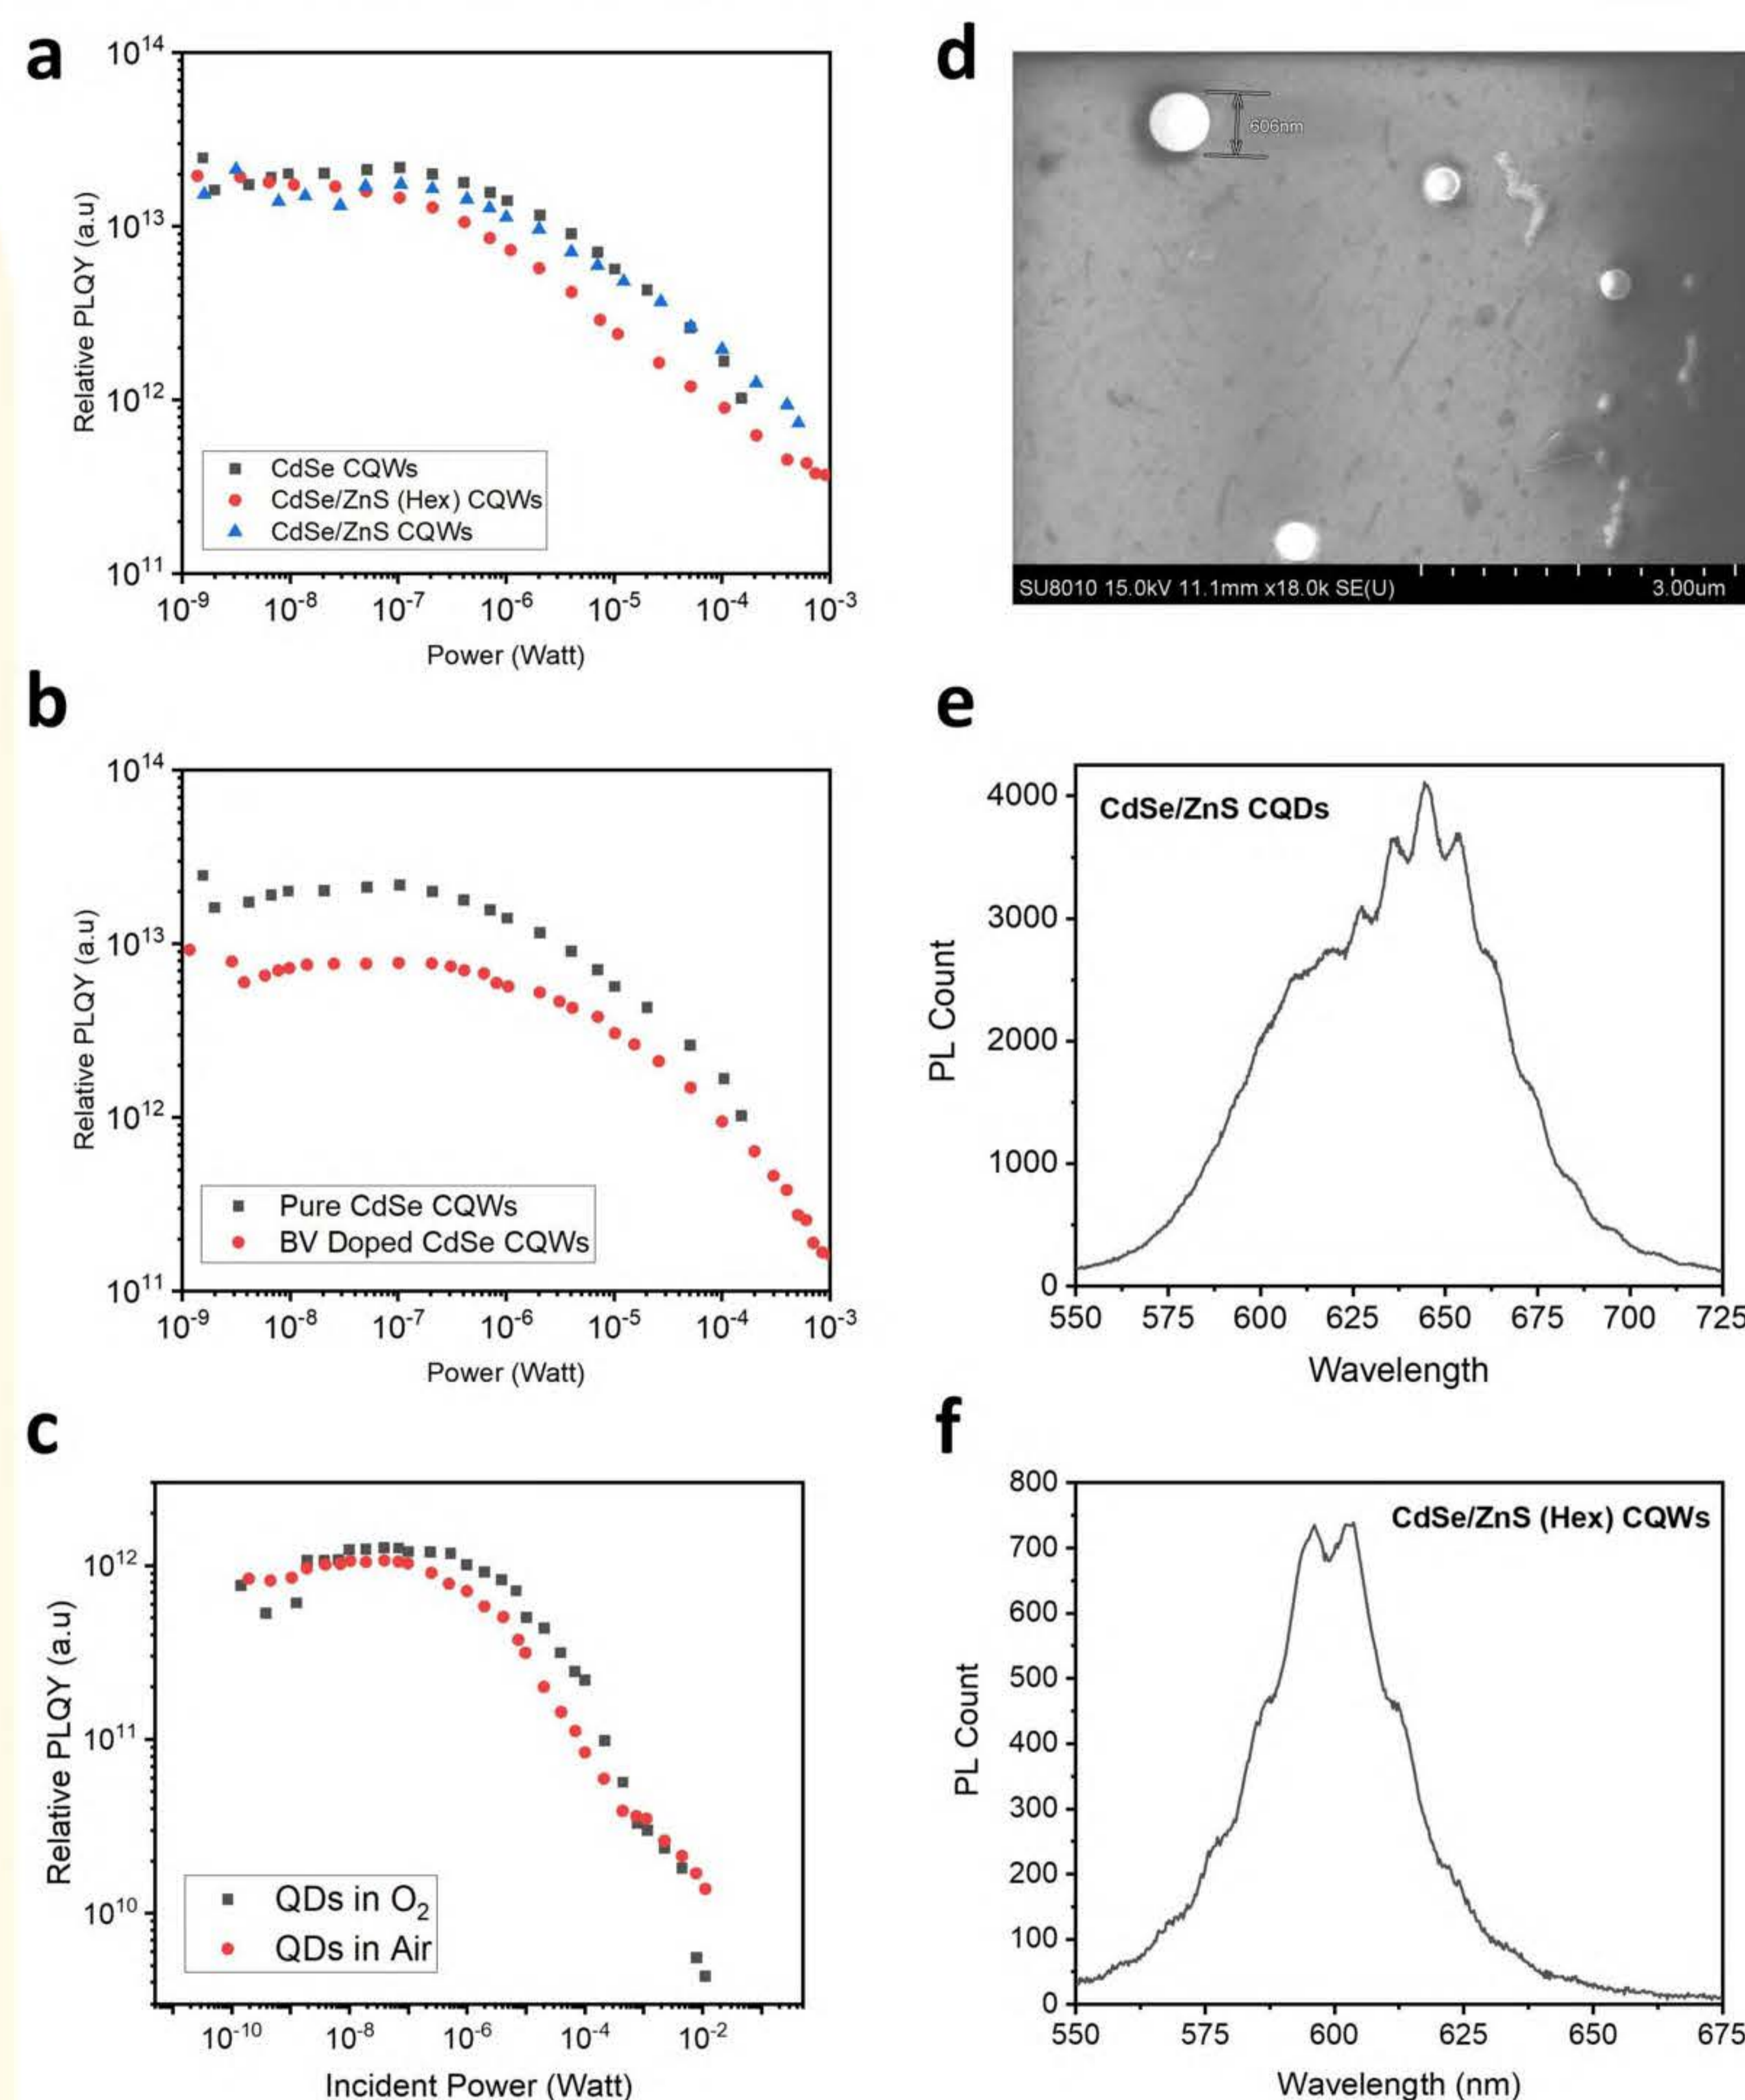 a
10^14
10^13
10^12
10^11
Relative PLQY (a.u)
CdSe CQWs
CdSe/ZnS (Hex) CQWs
CdSe/ZnS CQWs
10^-9 10^-8 10^-7 10^-6 10^-5 10^-4 10^-3
Power (Watt)
b
10^14
10^13
10^12
10^11
Relative PLQY (a.u)
Pure CdSe CQWs
BV Doped CdSe CQWs
10^-9 10^-8 10^-7 10^-6 10^-5 10^-4 10^-3
Power (Watt)
c
10^12
10^11
10^10
Relative PLQY (a.u)
QDs in O₂
QDs in Air
10^-10 10^-8 10^-6 10^-4 10^-2
Incident Power (Watt)
d
606nm
SU8010 15.0kV 11.1mm x18.0k SE(U) 3.00um
e
CdSe/ZnS CQDs
4000
3000
2000
1000
0
PL Count
550 575 600 625 650 675 700 725
Wavelength
f
CdSe/ZnS (Hex) CQWs
800
700
600
500
400
300
200
100
0
PL Count
550 575 600 625 650 675
Wavelength (nm)